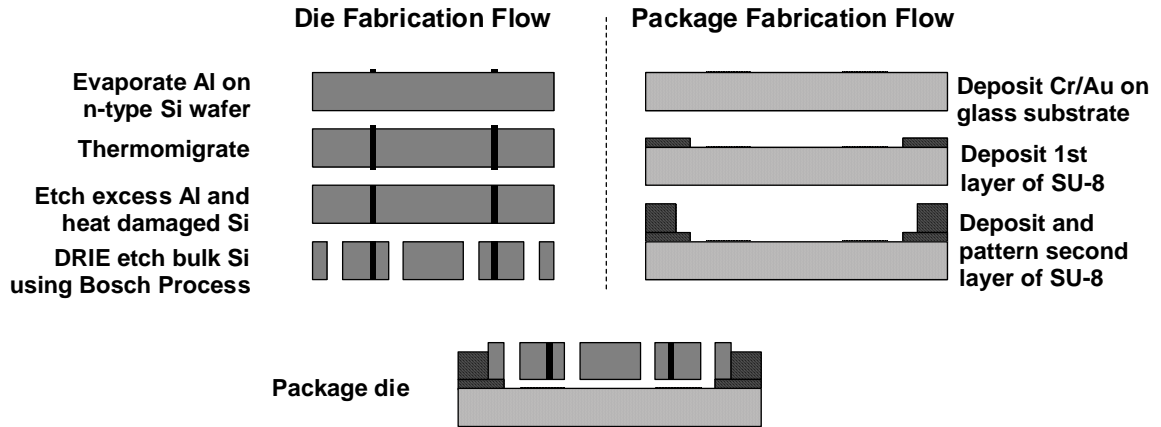 Die Fabrication Flow
Evaporate Al on
n-type Si wafer
Thermomigrate
Etch excess Al and
heat damaged Si
DRIE etch bulk Si
using Bosch Process
Package Fabrication Flow
Deposit Cr/Au on
glass substrate
Deposit 1st
layer of SU-8
Deposit and
pattern second
layer of SU-8
Package die